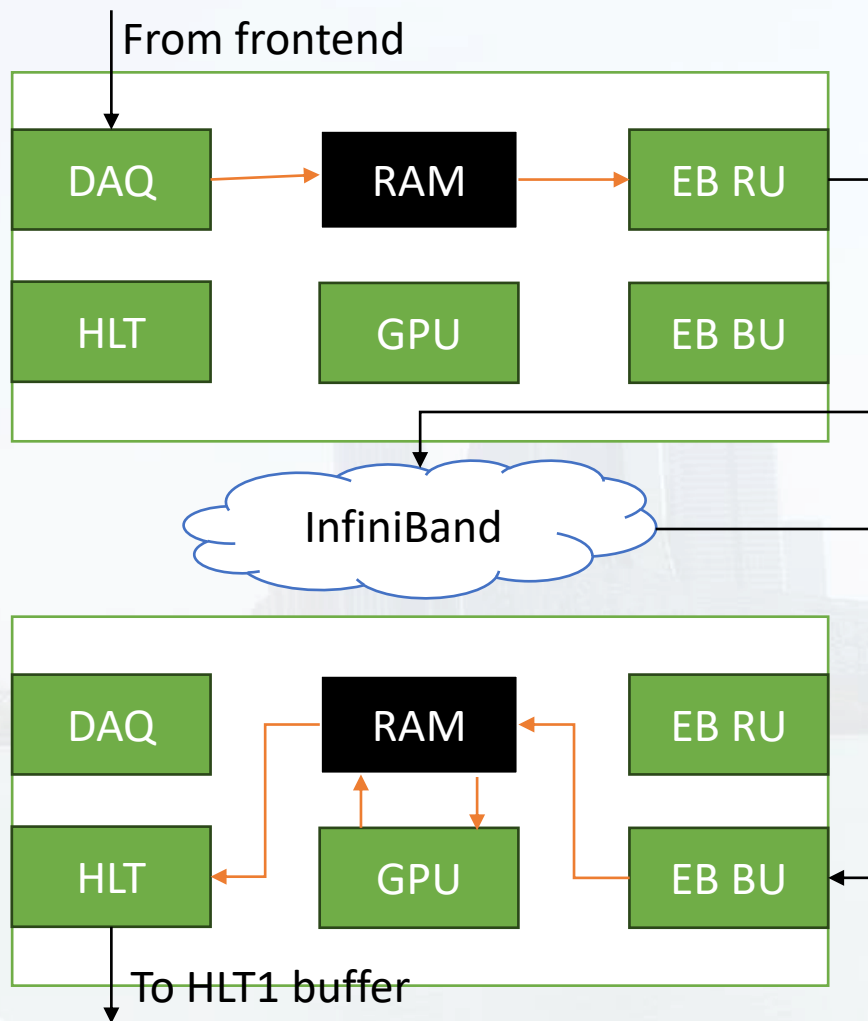 From frontend
DAQ
RAM
EB RU
HLT
GPU
EB BU
InfiniBand
DAQ
RAM
EB RU
HLT
GPU
EB BU
To HLT1 buffer